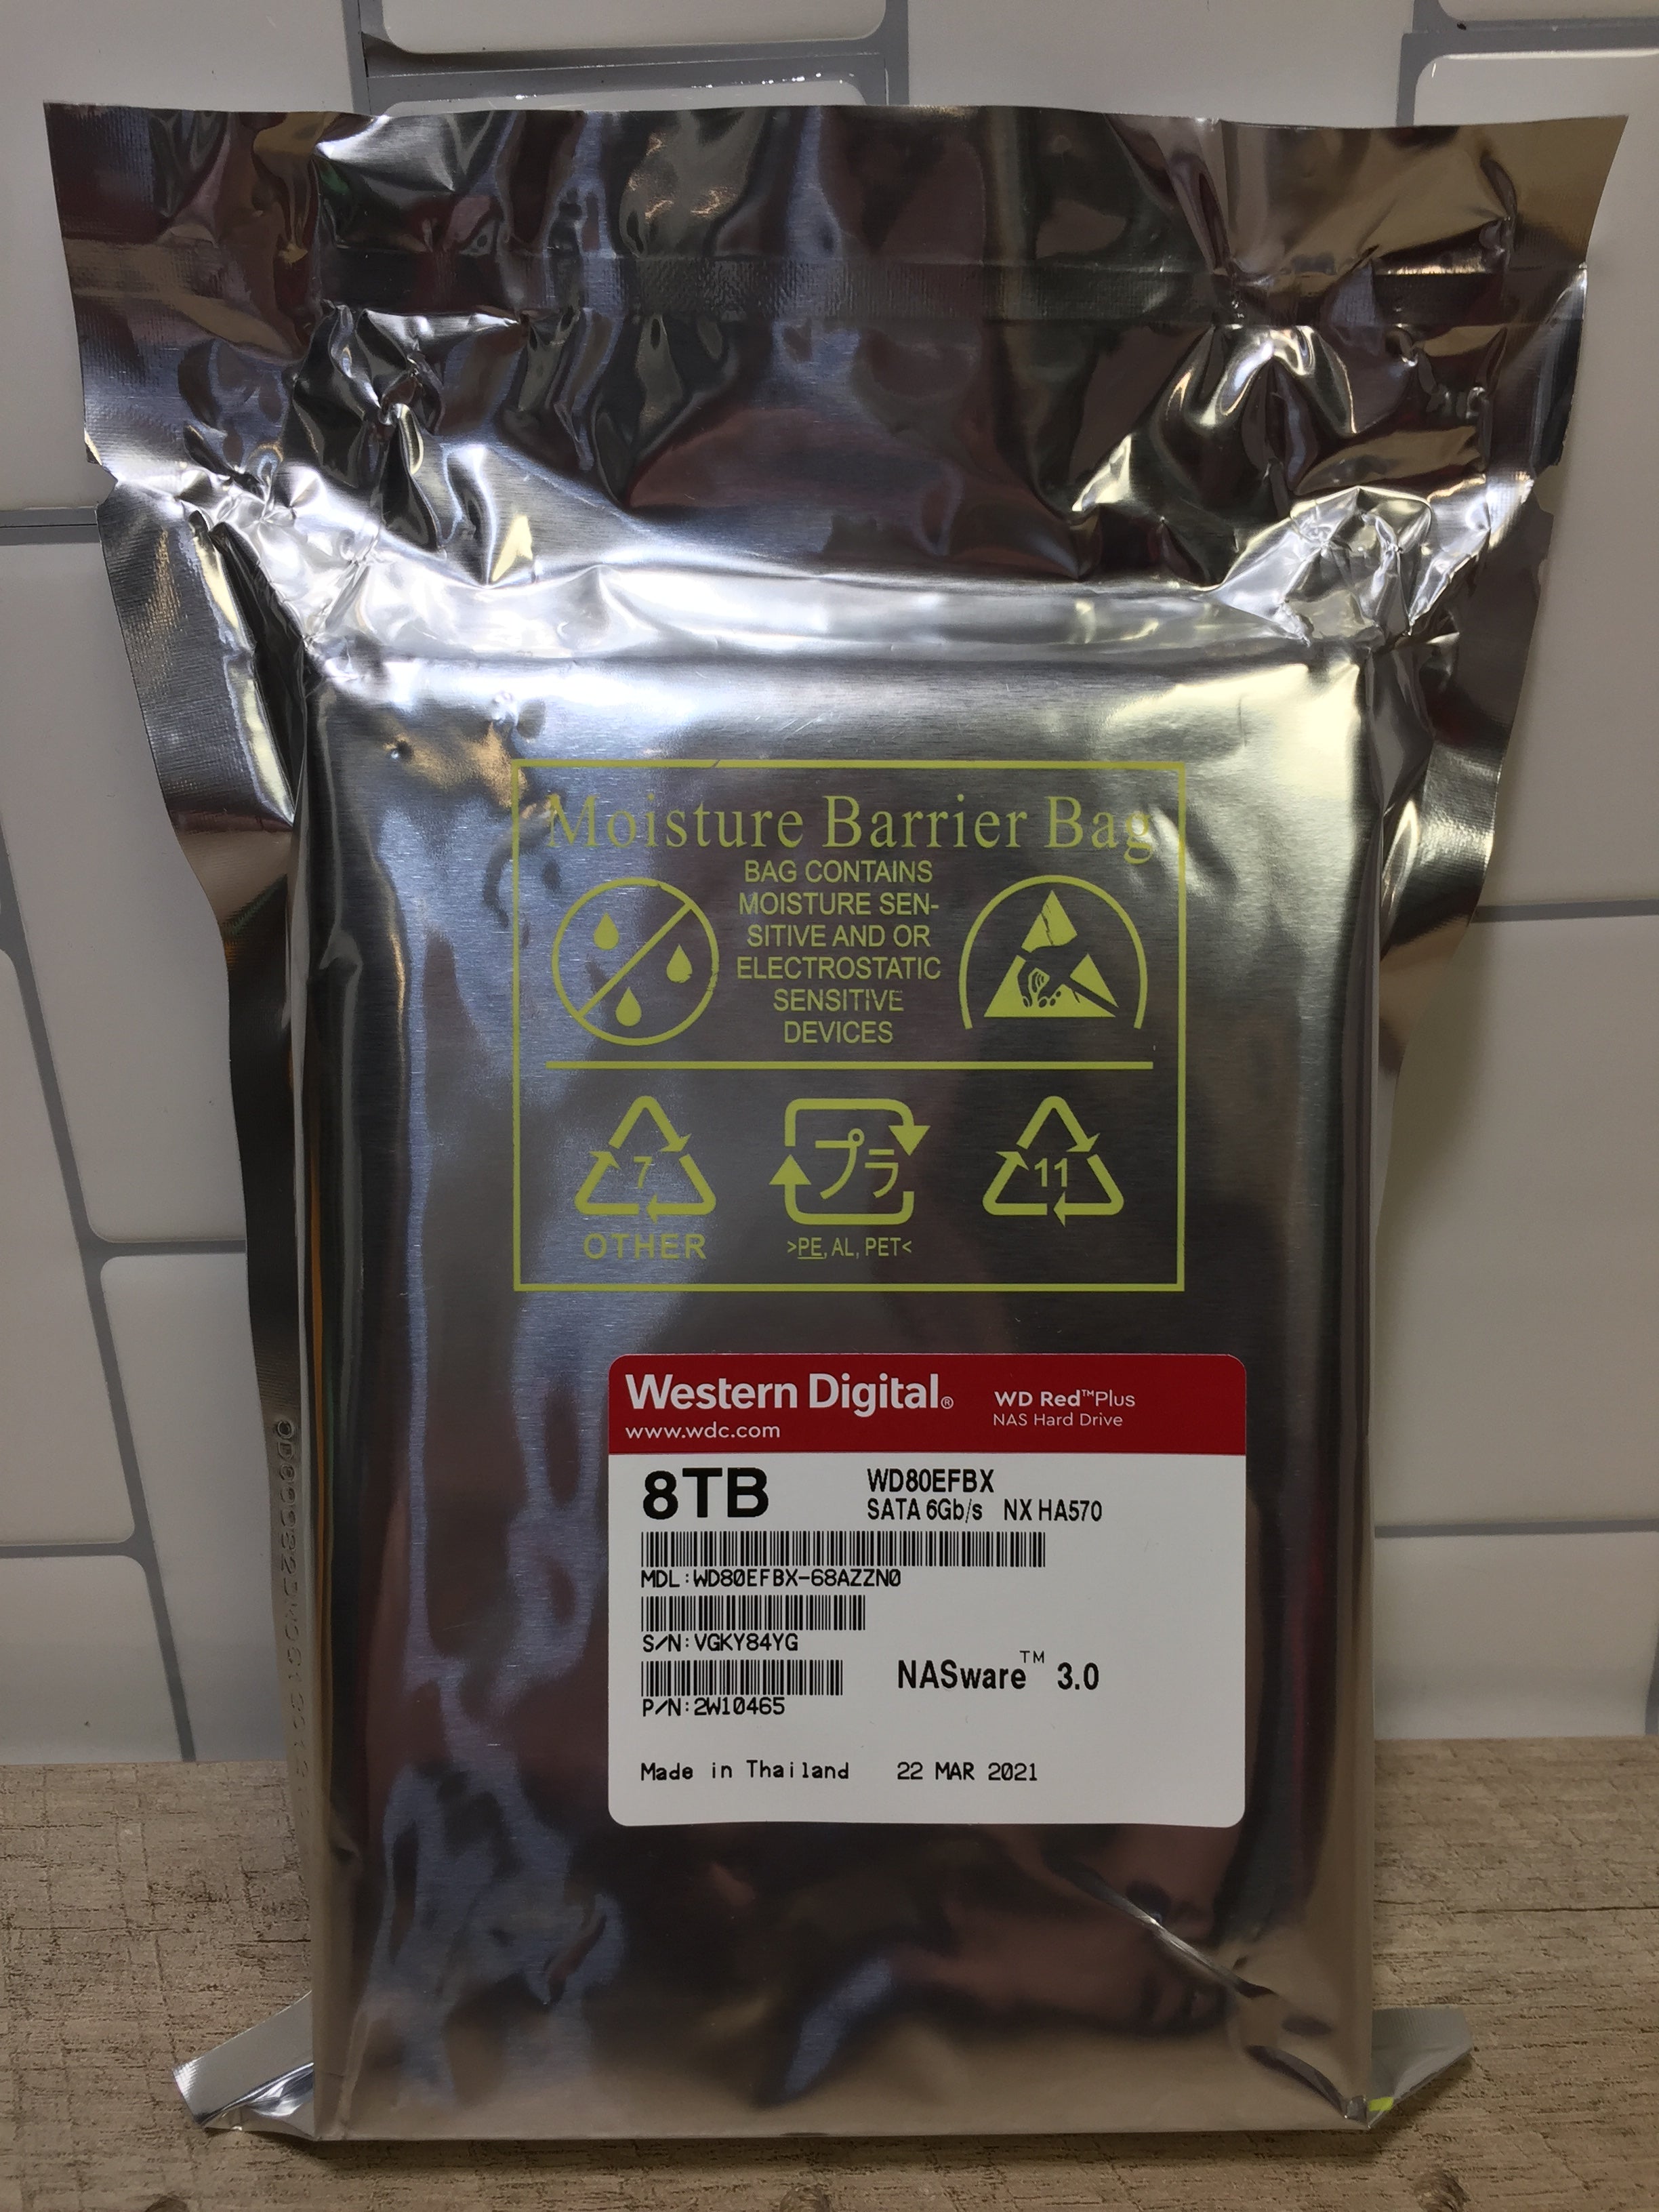 Moisture Barrier Bag
BAG CONTAINS
MOISTURE SEN-
SITIVE AND OR
ELECTROSTATIC
SENSITIVE
DEVICES
7
OTHER
プラ
>PE, AL, PET<
11
Western Digital®
www.wdc.com
WD Red™Plus
NAS Hard Drive
8TB
WD80EFBX
SATA 6Gb/s NX HA570
MDL:WD80EFBX-68AZZN0
S/N:VGKY84YG
P/N:2W10465
NASware™ 3.0
Made in Thailand 22 MAR 2021